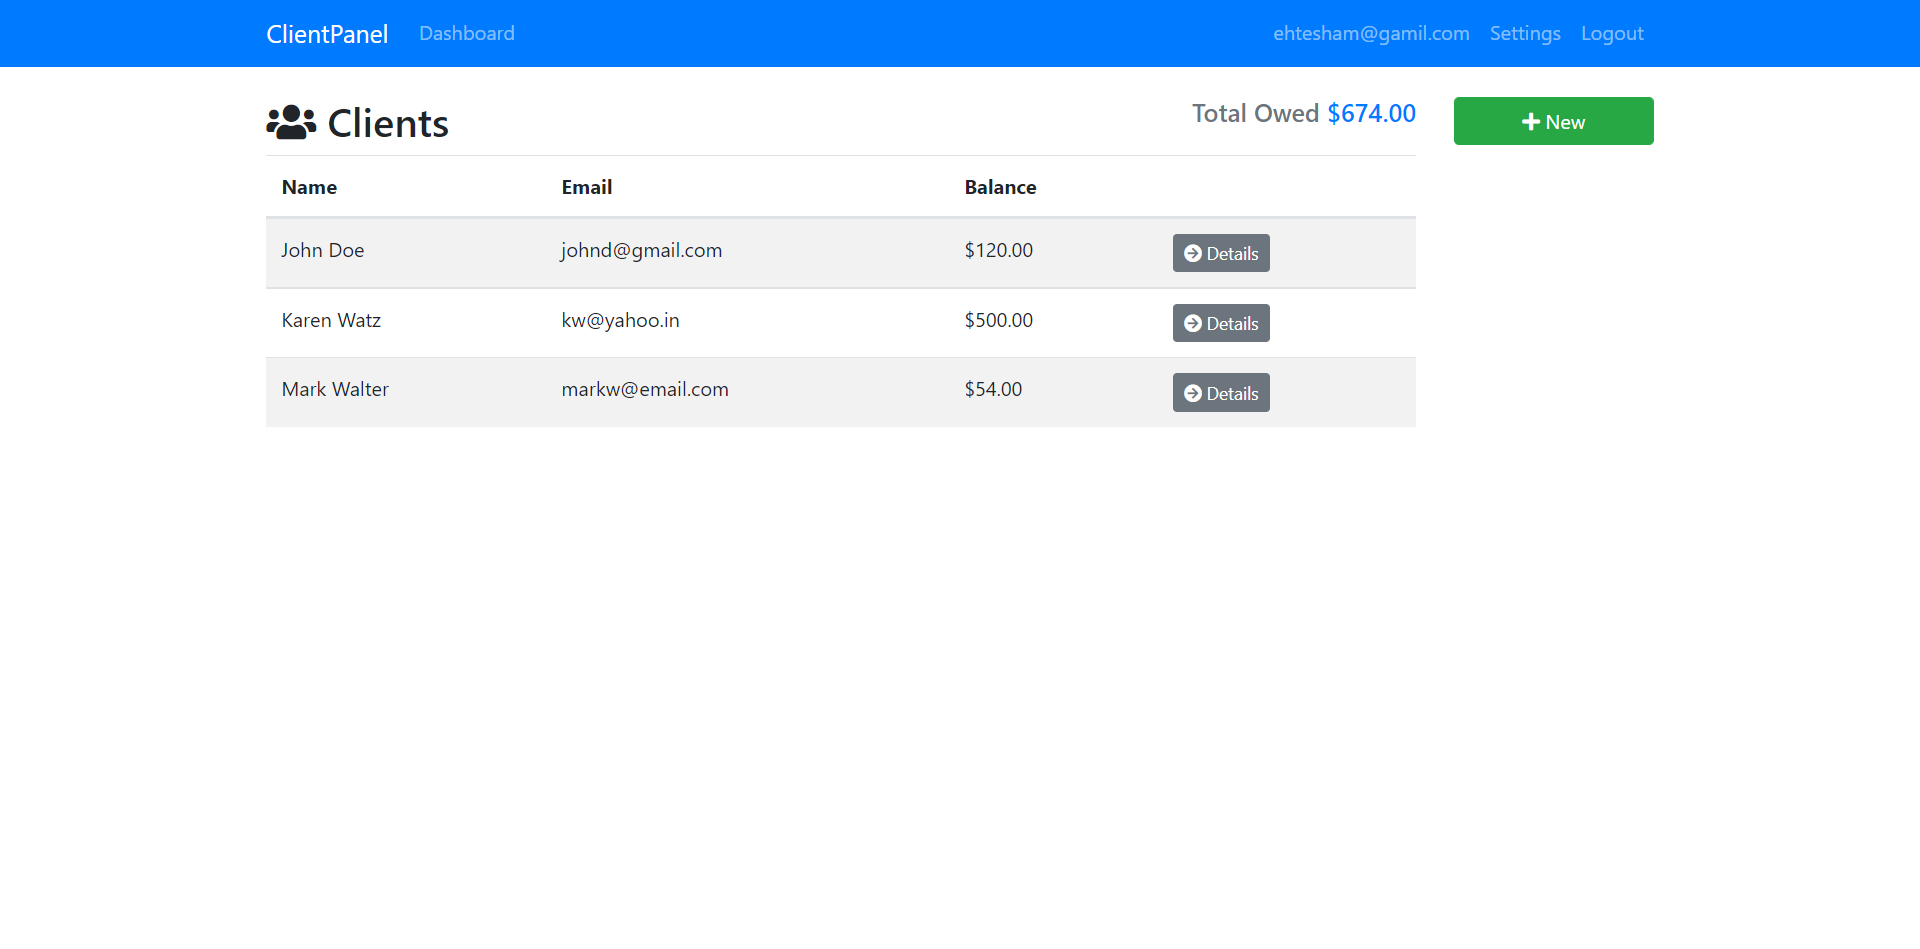 ClientPanel Dashboard ehtesham@gamil.com Settings Logout
Clients Total Owed $674.00 New
Name Email Balance
John Doe johnd@gmail.com $120.00 Details
Karen Watz kw@yahoo.in $500.00 Details
Mark Walter markw@email.com $54.00 Details